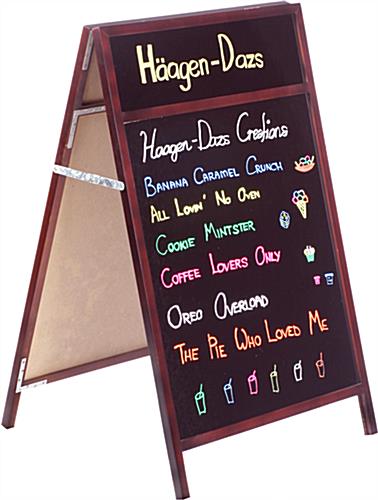 Häagen-Dazs
Haagen-Dazs Creations
Banana Caramel Crunch
All Lovin' No Oven
Cookie Mintster
Coffee Lovers Only
Oreo Overload
The Pie Who Loved Me